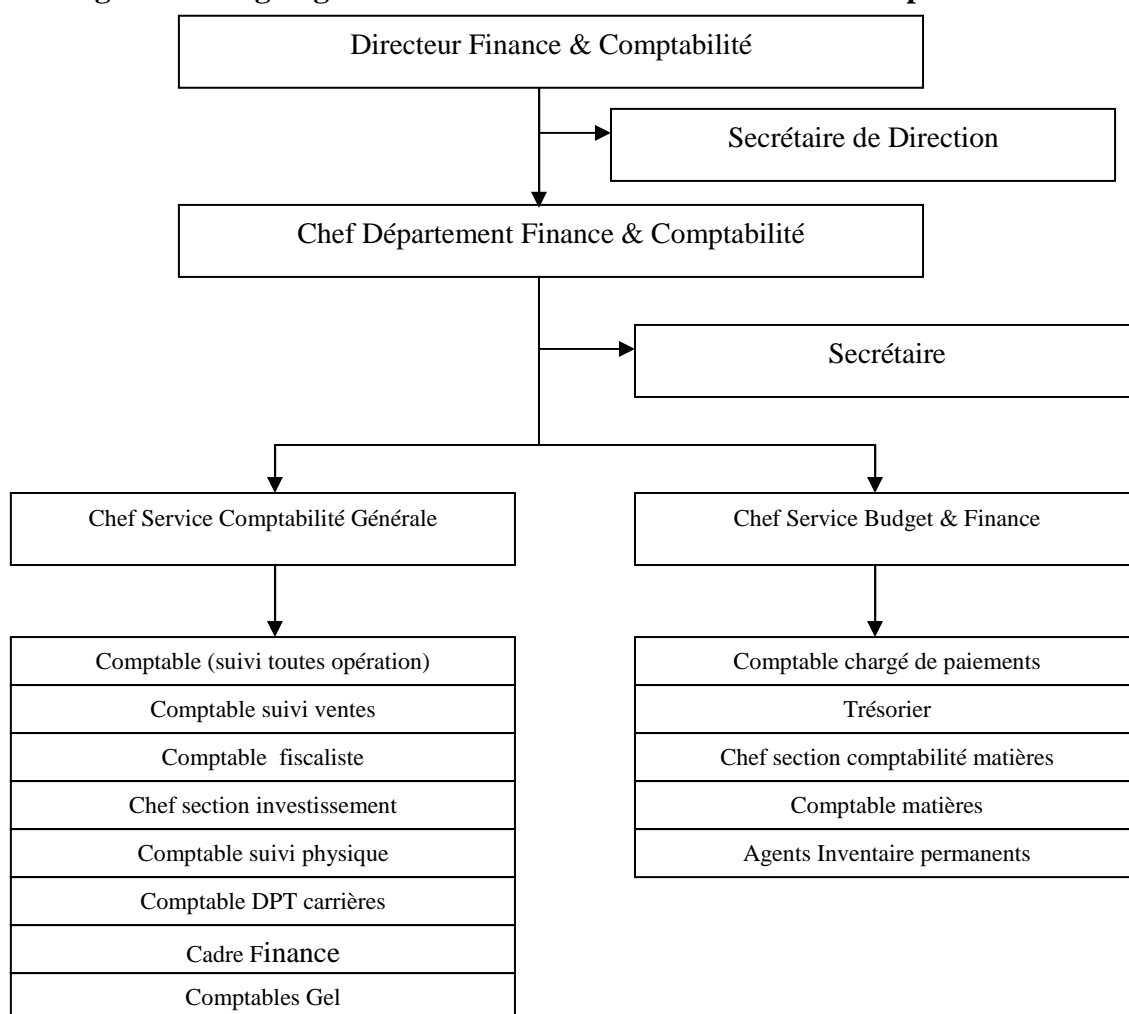 Directeur Finance & Comptabilité
Secrétaire de Direction
Chef Département Finance & Comptabilité
Secrétaire
Chef Service Comptabilité Générale
Chef Service Budget & Finance
Comptable (suivi toutes opération)
Comptable suivi ventes
Comptable fiscaliste
Chef section investissement
Comptable suivi physique
Comptable DPT carrières
Cadre Finance
Comptables Gel
Comptable chargé de paiements
Trésorier
Chef section comptabilité matières
Comptable matières
Agents Inventaire permanents